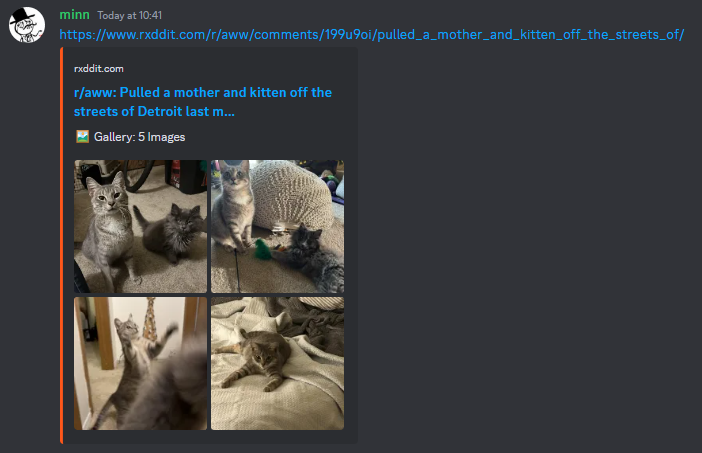 minn Today at 10:41
https://www.rxddit.com/r/aww/comments/199u9oi/pulled_a_mother_and_kitten_off_the_streets_of/
rxddit.com
r/aww: Pulled a mother and kitten off the
streets of Detroit last m...
Gallery: 5 Images